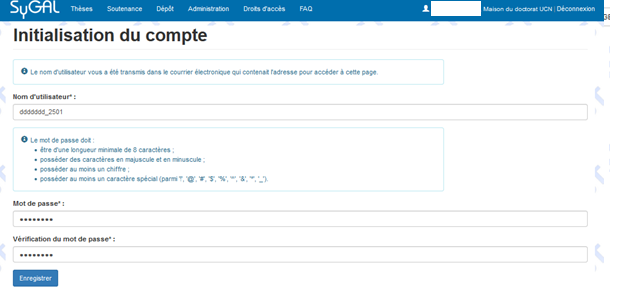 SyGAL Thèses Soutenance Dépôt Administration Droits d'accès FAQ Maison du doctorat UCN | Déconnexion
Initialisation du compte
Le nom d'utilisateur vous a été transmis dans le courrier électronique qui contenait l'adresse pour accéder à cette page.
Nom d'utilisateur* :
ddddddd_2501
Le mot de passe doit :
• être d'une longueur minimale de 8 caractères ;
• posséder des caractères en majuscule et en minuscule ;
• posséder au moins un chiffre ;
• posséder au moins un caractère spécial (parmi '!', '@', '#', '$', '%', '^', '&', '*', '_').
Mot de passe* :
••••••••
Vérification du mot de passe* :
••••••••
Enregistrer